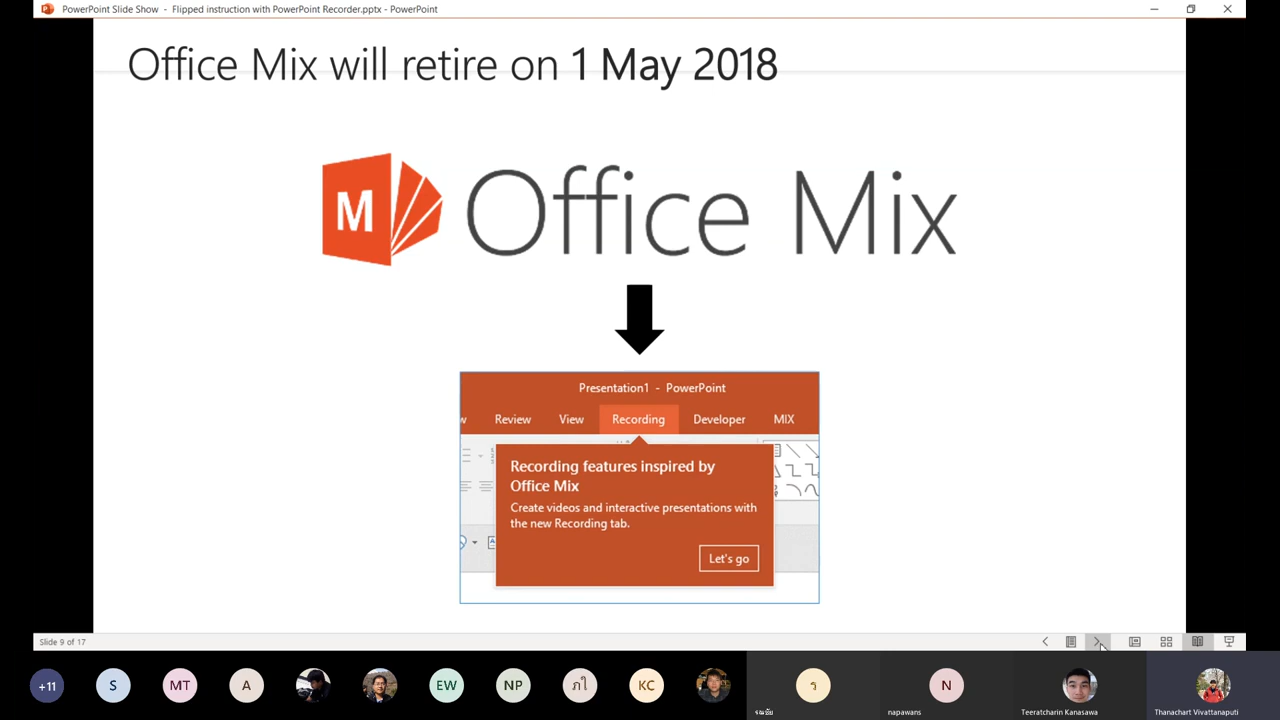 PowerPoint Slide Show - Flipped instruction with PowerPoint Recorder.pptx - PowerPoint
Office Mix will retire on 1 May 2018
M Office Mix
Presentation1 - PowerPoint
w Review View Recording Developer MIX
Recording features inspired by
Office Mix
Create videos and interactive presentations with
the new Recording tab.
Let's go
Slide 9 of 17
+11 S MT A EW NP ภไ KC ร N
napawans Teeratcharin Kanasawa Thanachart Vivattanaputi